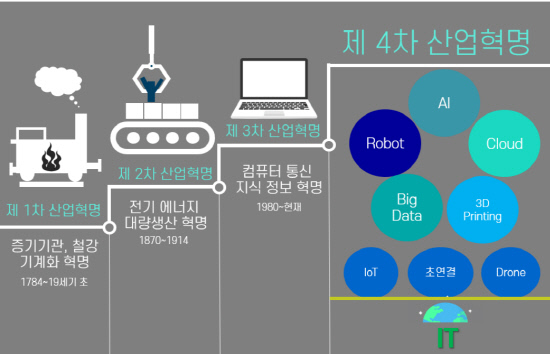 제 1차 산업혁명
증기기관, 철강
기계화 혁명
1784~19세기 초
제 2차 산업혁명
전기 에너지
대량생산 혁명
1870~1914
제 3차 산업혁명
컴퓨터 통신
지식 정보 혁명
1980~현재
제 4차 산업혁명
AI
Robot
Cloud
Big
Data
3D
Printing
IoT
초연결
Drone
IT